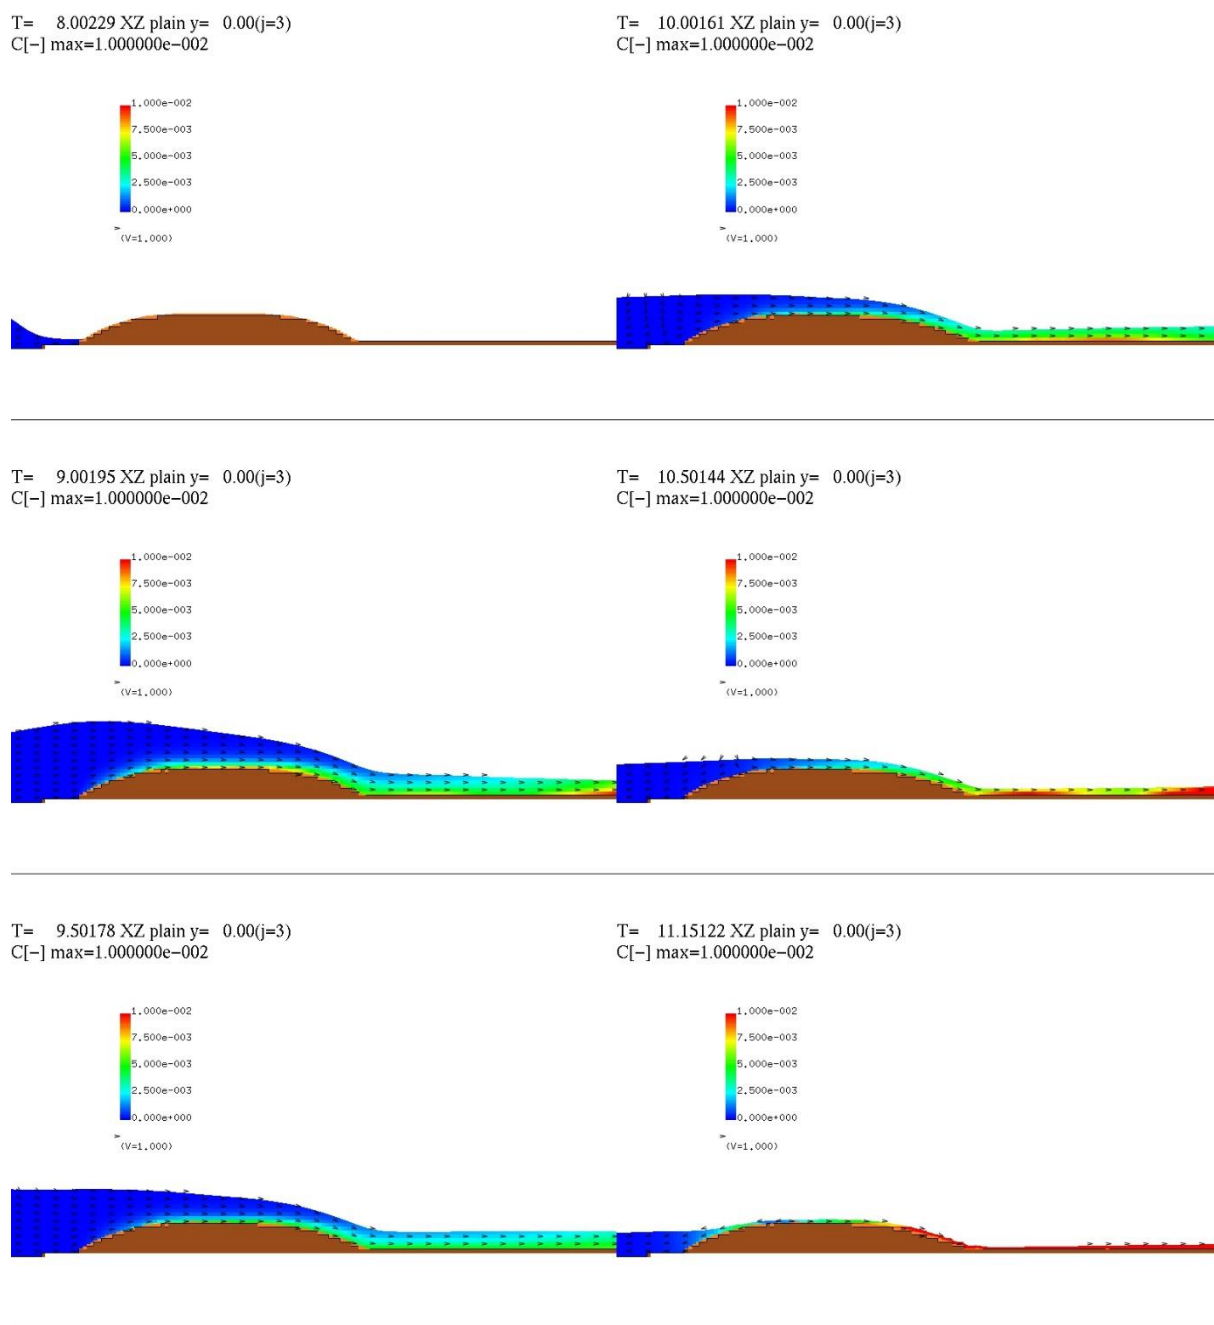 T= 8.00229 XZ plain y= 0.00(j=3)
C[−] max=1.000000e−002
1.000e-002
7.500e-003
5.000e-003
2.500e-003
0.000e+000
(V=1.000)
T= 10.00161 XZ plain y= 0.00(j=3)
C[−] max=1.000000e−002
1.000e-002
7.500e-003
5.000e-003
2.500e-003
0.000e+000
(V=1.000)
T= 9.00195 XZ plain y= 0.00(j=3)
C[−] max=1.000000e−002
1.000e-002
7.500e-003
5.000e-003
2.500e-003
0.000e+000
(V=1.000)
T= 10.50144 XZ plain y= 0.00(j=3)
C[−] max=1.000000e−002
1.000e-002
7.500e-003
5.000e-003
2.500e-003
0.000e+000
(V=1.000)
T= 9.50178 XZ plain y= 0.00(j=3)
C[−] max=1.000000e−002
1.000e-002
7.500e-003
5.000e-003
2.500e-003
0.000e+000
(V=1.000)
T= 11.15122 XZ plain y= 0.00(j=3)
C[−] max=1.000000e−002
1.000e-002
7.500e-003
5.000e-003
2.500e-003
0.000e+000
(V=1.000)